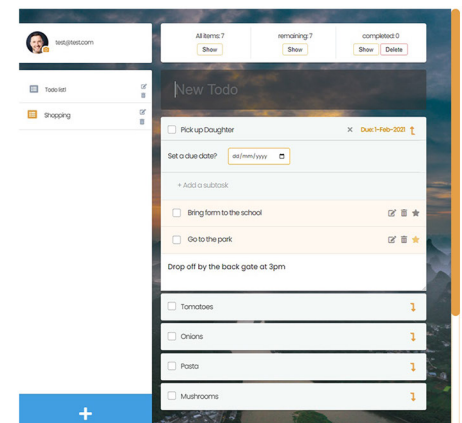 test@test.com
All items: 7
Show
remaining: 7
Show
completed: 0
Show
Delete
Todo list!
Shopping
New Todo
Pick up Daughter
× Due: 1-Feb-2021
Set a due date?
dd/mm/yyyy
+ Add a subtask
Bring form to the school
Go to the park
Drop off by the back gate at 3pm
Tomatoes
Onions
Pasta
Mushrooms
+